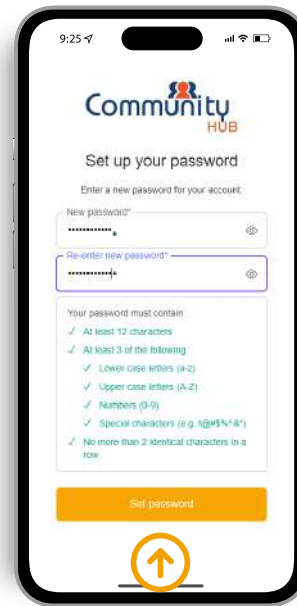 9:25
Community
HUB
Set up your password
Enter a new password for your account.
New password*
••••••••••••
Re-enter new password*
••••••••••••
Your password must contain:
✓ At least 12 characters
✓ At least 3 of the following:
✓ Lower case letters (a-z)
✓ Upper case letters (A-Z)
✓ Numbers (0-9)
✓ Special characters (e.g. !@#$%^&*)
✓ No more than 2 identical characters in a
row
Set password